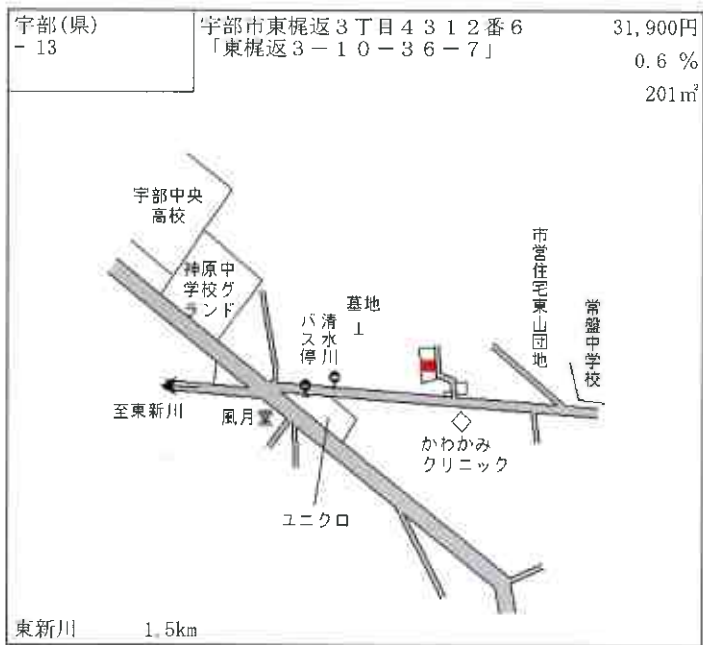 宇部(県)
- 13
宇部市東梶返3丁目4312番6
「東梶返3-10-36-7」
31,900円
0.6 %
201㎡
宇部中央
高校
神原中
学校グ
ランド
清水川
バス停
墓地
市営住宅東山団地
常盤中学校
至東新川
風月堂
かわかみ
クリニック
ユニクロ
東新川 1.5km